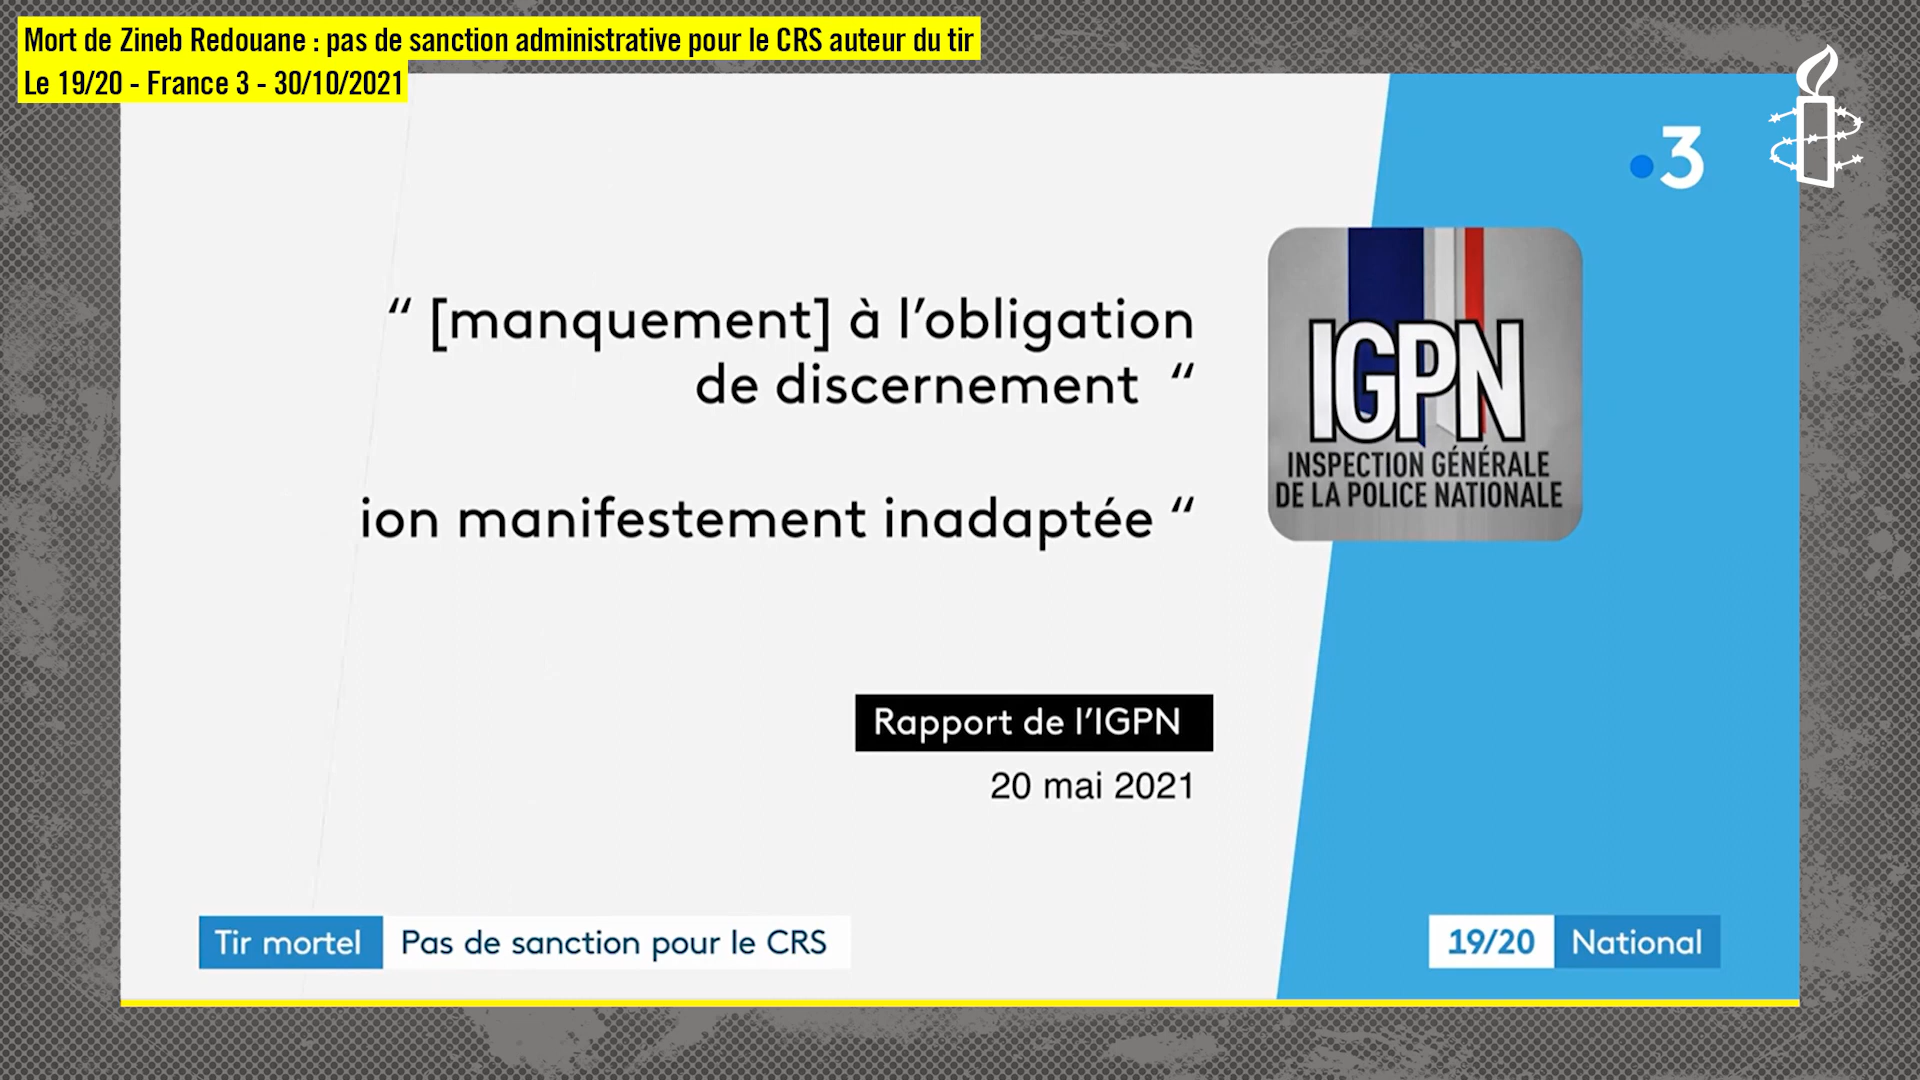 Mort de Zineb Redouane : pas de sanction administrative pour le CRS auteur du tir
Le 19/20 - France 3 - 30/10/2021
3
“ [manquement] à l’obligation
de discernement “
ion manifestement inadaptée “
IGPN
INSPECTION GÉNÉRALE
DE LA POLICE NATIONALE
Rapport de l’IGPN
20 mai 2021
Tir mortel Pas de sanction pour le CRS
19/20 National